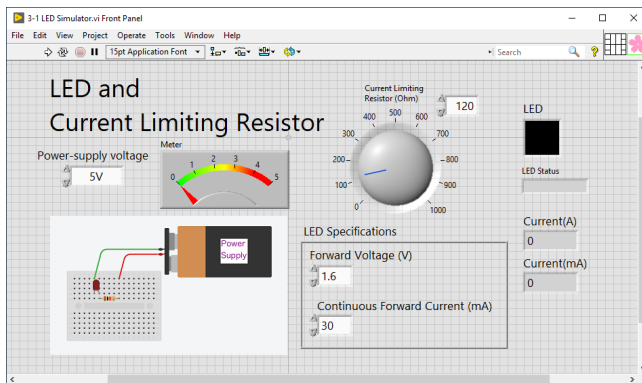 3-1 LED Simulator.vi Front Panel
File Edit View Project Operate Tools Window Help
15pt Application Font
Search
LED and
Current Limiting Resistor
Power-supply voltage
5V
Meter
0 1 2 3 4 5
Current Limiting
Resistor (Ohm)
120
0 100 200 300 400 500 600 700 800 900 1000
LED
LED Status
Current(A)
0
Current(mA)
0
Power
Supply
LED Specifications
Forward Voltage (V)
1.6
Continuous Forward Current (mA)
30